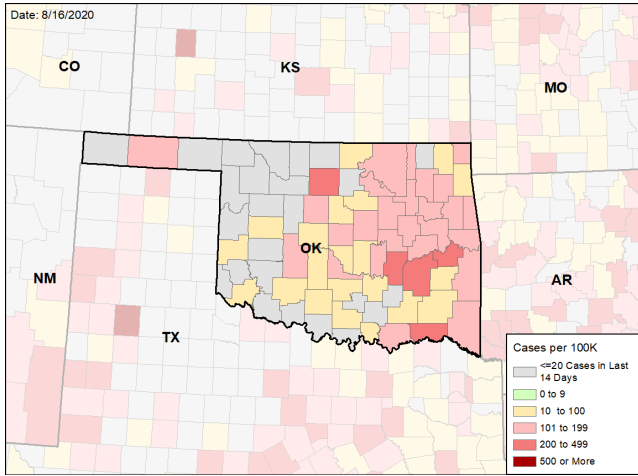 Date: 8/16/2020
CO
KS
MO
OK
NM
AR
TX
Cases per 100K
<=20 Cases in Last
14 Days
0 to 9
10 to 100
101 to 199
200 to 499
500 or More